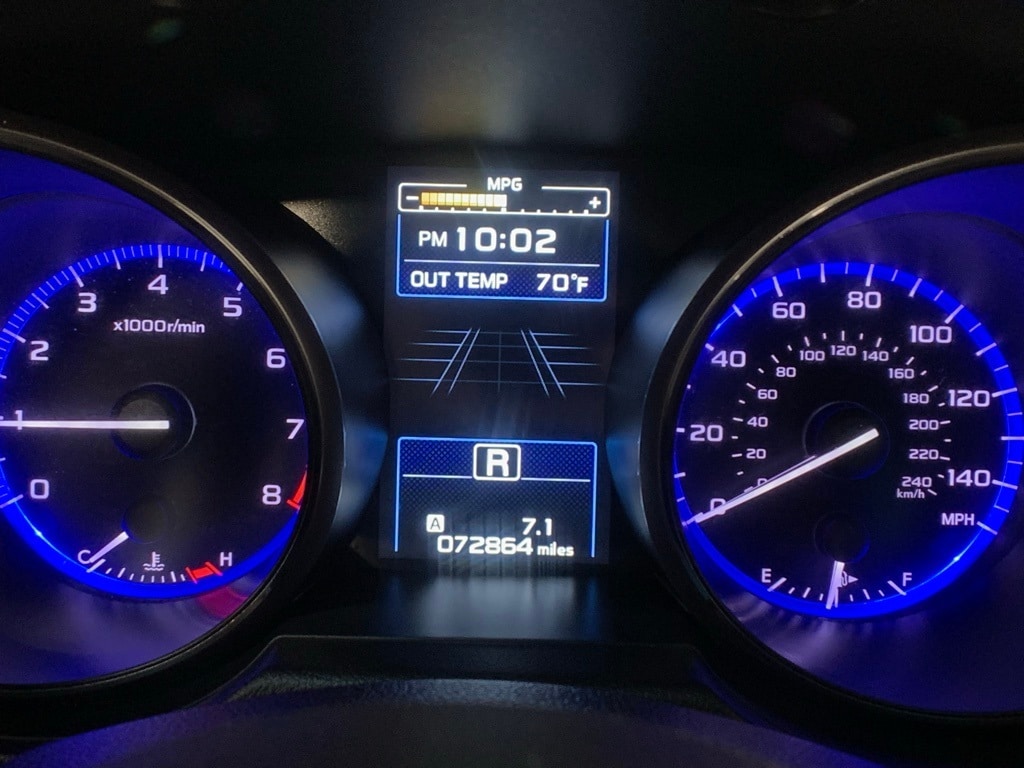 4
3
5
x1000r/min
2
6
1
7
0
8
C
H
MPG
- +
PM 10:02
OUT TEMP 70°F
R
A 7.1
072864 miles
80
60
100
40
120
20
140
0
MPH
120
100 140
80 160
60 180
40 200
20 220
0 240
km/h
E F